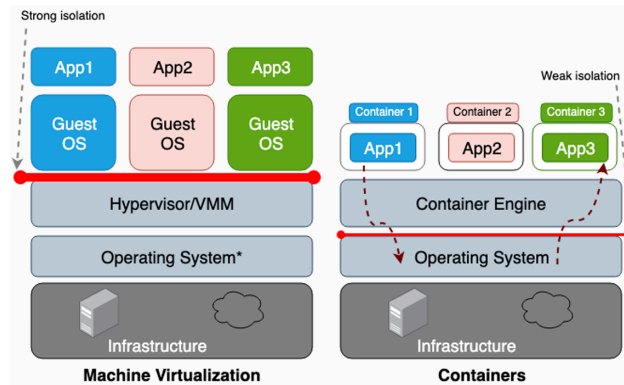 Strong isolation
App1
App2
App3
Guest
OS
Guest
OS
Guest
OS
Hypervisor/VMM
Operating System*
Infrastructure
Machine Virtualization
Weak isolation
Container 1
Container 2
Container 3
App1
App2
App3
Container Engine
Operating System
Infrastructure
Containers